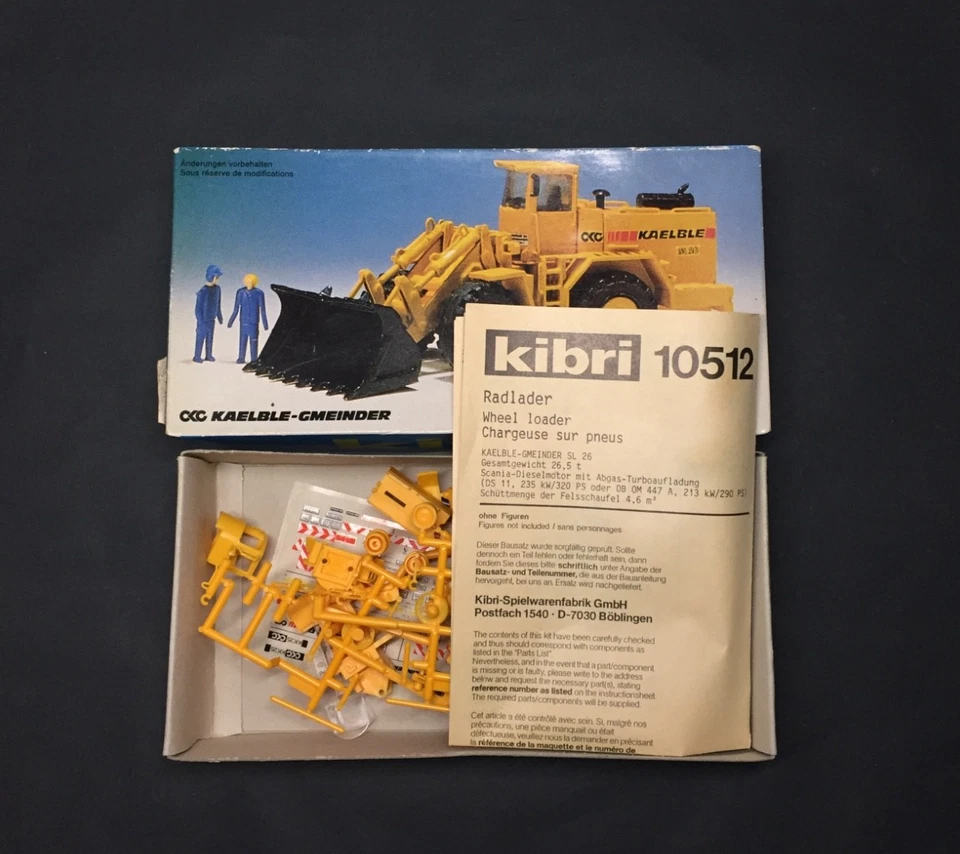 Änderungen vorbehalten
Sous réserve de modifications
KAELBLE
KAELBLE-GMEINDER
kibri 10512
Radlader
Wheel loader
Chargeuse sur pneus
KAELBLE-GMEINDER SL 26
Gesamtgewicht 26,5 t
Scania-Dieselmotor mit Abgas-Turboaufladung
(DS 11, 235 kW/320 PS oder DB OM 447 A, 213 kW/290 PS)
Schüttmenge der Felsschaufel 4,6 m³
ohne Figuren
Figures not included / sans personnages
Dieser Bausatz wurde sorgfältig geprüft. Sollte
dennoch ein Teil fehlen oder fehlerhaft sein, dann
fordern Sie dieses bitte schriftlich unter Angabe der
Bausatz- und Teilenummer, die aus der Bauanleitung
hervorgeht, bei uns an. Ersatz wird nachgeliefert.
Kibri-Spielwarenfabrik GmbH
Postfach 1540 · D-7030 Böblingen
The contents of this kit have been carefully checked
and thus should correspond with components as
listed in the "Parts List"
Nevertheless, and in the event that a part/component
is missing or is faulty, please write to the address
below and request the necessary part(s), stating
reference number as listed on the instructionsheet.
The required parts/components will be supplied.
Cet article a été contrôlé avec soin. Si, malgré nos
précautions, une pièce manquait ou était
défectueuse, veuillez nous la demander en précisant
la référence de la maquette et le numéro de